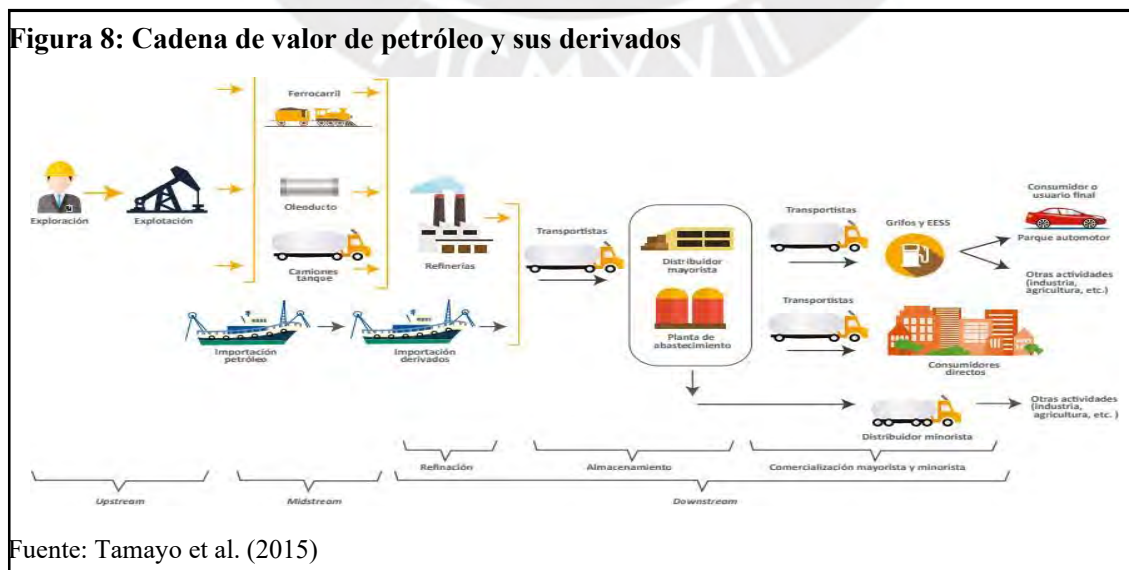 MCMXVII
Figura 8: Cadena de valor de petróleo y sus derivados
Ferrocarril
Exploración
Explotación
Oleoducto
Camiones
tanque
Importación
petróleo
Importación
derivados
Refinerías
Transportistas
Distribuidor
mayorista
Planta de
abastecimiento
Transportistas
Grifos y EESS
Consumidor o
usuario final
Parque automotor
Otras actividades
(industria,
agricultura, etc.)
Transportistas
Consumidores
directos
Distribuidor minorista
Otras actividades
(industria,
agricultura, etc. )
Refinación
Almacenamiento
Comercialización mayorista y minorista
Upstream
Midstream
Downstream
Fuente: Tamayo et al. (2015)